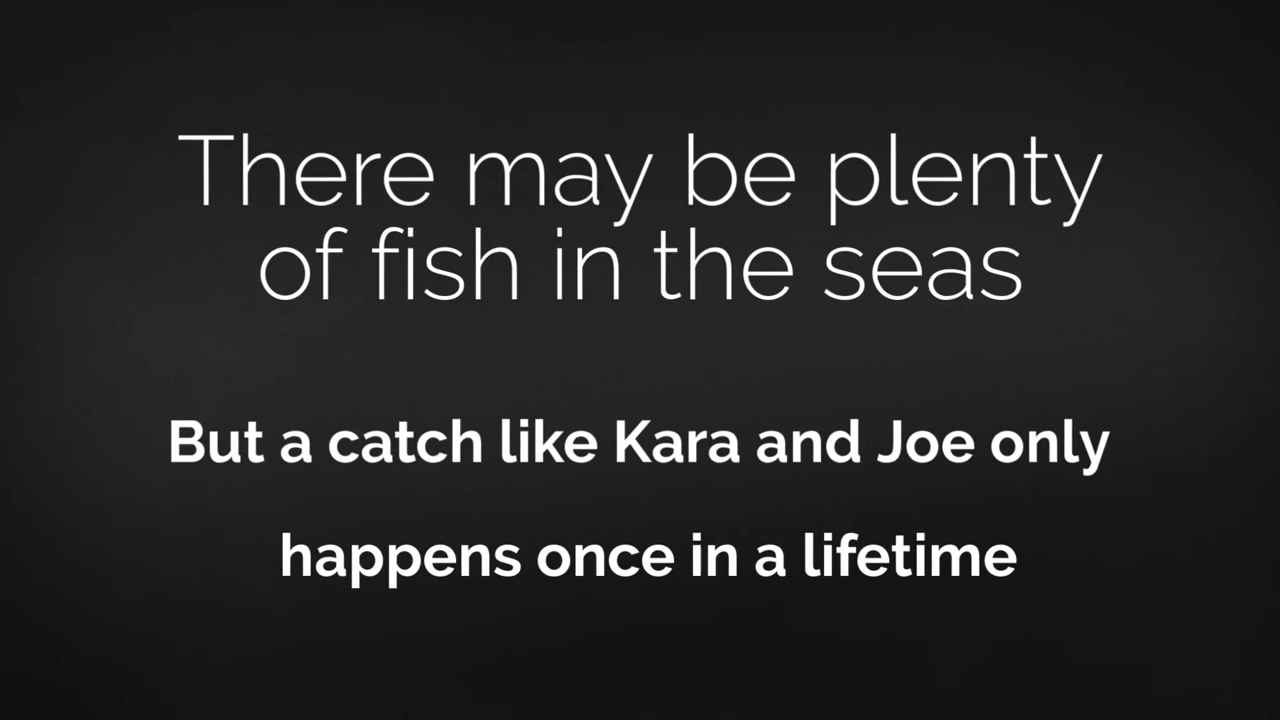 There may be plenty
of fish in the seas
But a catch like Kara and Joe only
happens once in a lifetime